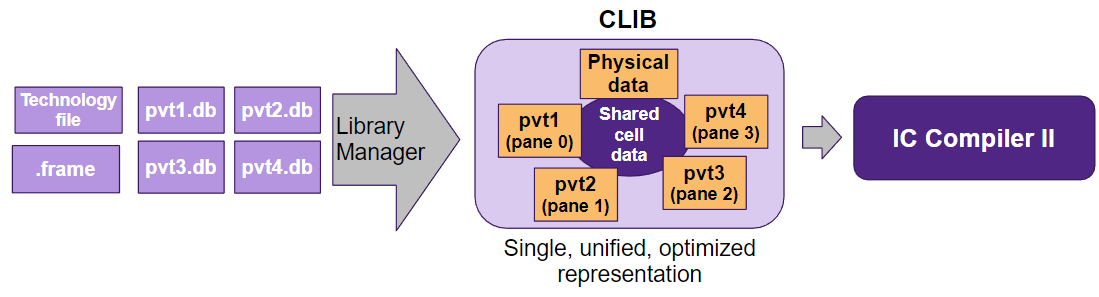 CLIB
Technology
file
pvt1.db
pvt2.db
.frame
pvt3.db
pvt4.db
Library
Manager
Physical
data
pvt1
(pane 0)
Shared
cell
data
pvt4
(pane 3)
pvt2
(pane 1)
pvt3
(pane 2)
IC Compiler II
Single, unified, optimized
representation